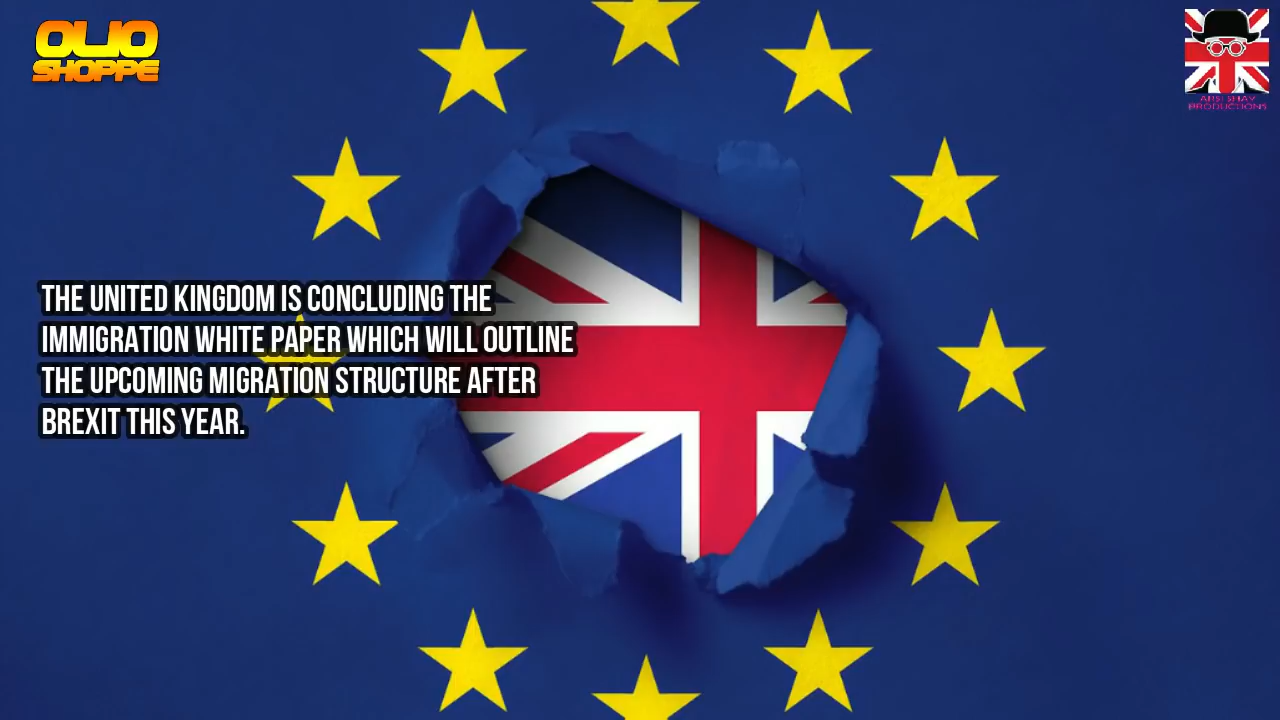 OLIO
SHOPPE
PRODUCTIONS
THE UNITED KINGDOM IS CONCLUDING THE
IMMIGRATION WHITE PAPER WHICH WILL OUTLINE
THE UPCOMING MIGRATION STRUCTURE AFTER
BREXIT THIS YEAR.